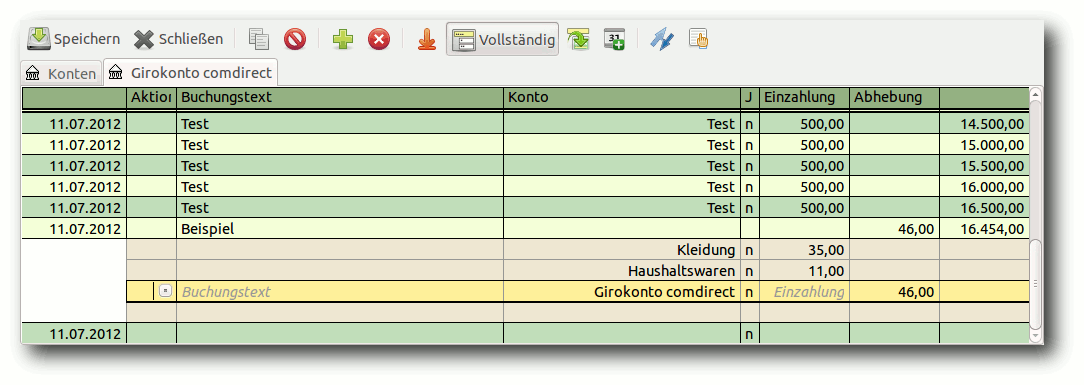 Speichern Schließen 31 Vollständig
Konten Girokonto comdirect
Aktion Buchungstext Konto J Einzahlung Abhebung
11.07.2012 Test Test n 500,00 14.500,00
11.07.2012 Test Test n 500,00 15.000,00
11.07.2012 Test Test n 500,00 15.500,00
11.07.2012 Test Test n 500,00 16.000,00
11.07.2012 Test Test n 500,00 16.500,00
11.07.2012 Beispiel 46,00 16.454,00
Kleidung n 35,00
Haushaltswaren n 11,00
Buchungstext Girokonto comdirect n Einzahlung 46,00
11.07.2012 n